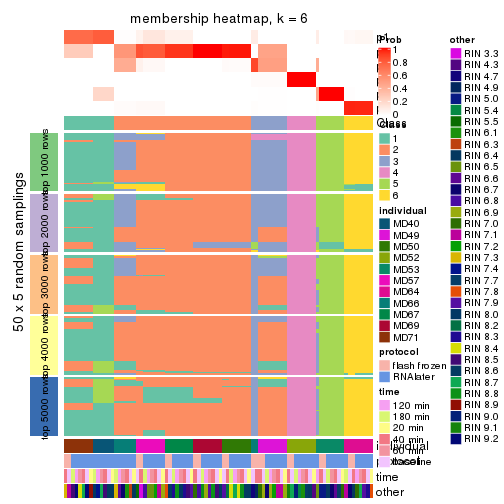 membership heatmap, k = 6
50 x 5 random samplings
top 1000 rows
top 2000 rows
top 3000 rows
top 4000 rows
top 5000 rows
p1
Class
individual
protocol
time
other
Prob
1
0.8
0.6
0.4
0.2
0
Class
1
2
3
4
5
6
individual
MD40
MD49
MD50
MD52
MD53
MD57
MD64
MD66
MD67
MD69
MD71
protocol
flash frozen
RNAlater
time
120 min
180 min
20 min
40 min
60 min
baseline
other
RIN 3.3
RIN 4.3
RIN 4.7
RIN 4.9
RIN 5.0
RIN 5.4
RIN 5.5
RIN 6.1
RIN 6.3
RIN 6.4
RIN 6.5
RIN 6.6
RIN 6.7
RIN 6.8
RIN 6.9
RIN 7.0
RIN 7.1
RIN 7.2
RIN 7.3
RIN 7.4
RIN 7.7
RIN 7.8
RIN 7.9
RIN 8.0
RIN 8.2
RIN 8.3
RIN 8.4
RIN 8.5
RIN 8.6
RIN 8.7
RIN 8.8
RIN 8.9
RIN 9.0
RIN 9.1
RIN 9.2